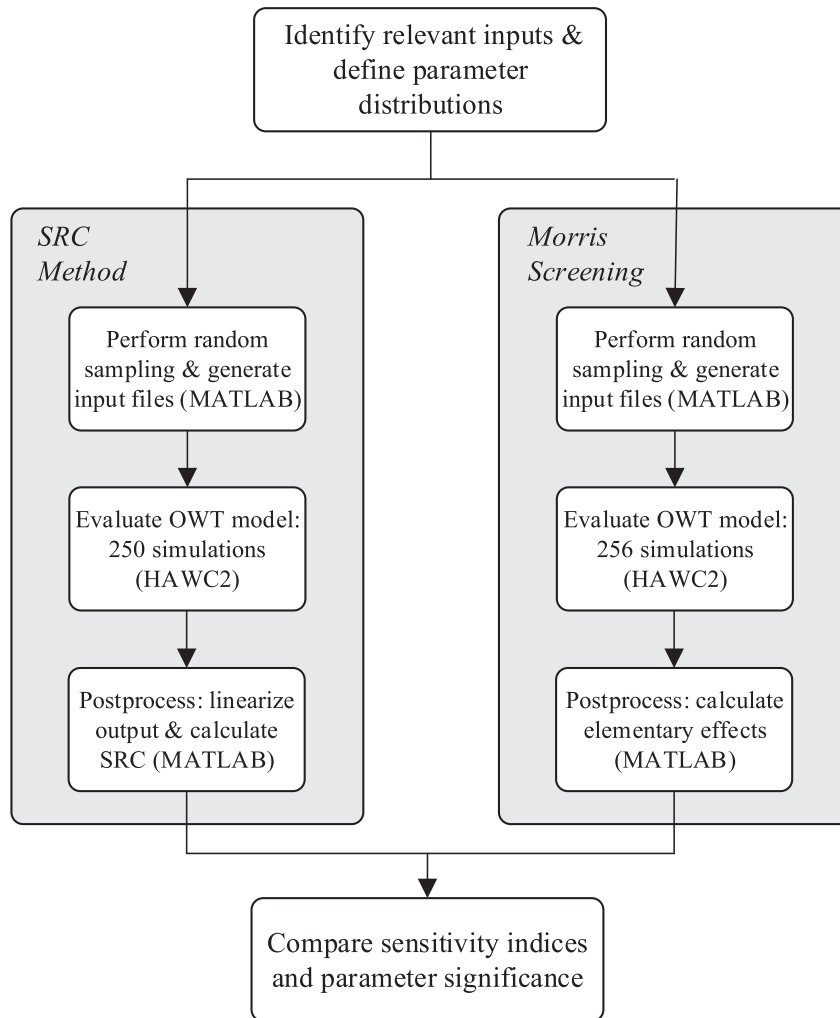 Identify relevant inputs &
define parameter
distributions
SRC
Method
Perform random
sampling & generate
input files (MATLAB)
Evaluate OWT model:
250 simulations
(HAWC2)
Postprocess: linearize
output & calculate
SRC (MATLAB)
Morris
Screening
Perform random
sampling & generate
input files (MATLAB)
Evaluate OWT model:
256 simulations
(HAWC2)
Postprocess: calculate
elementary effects
(MATLAB)
Compare sensitivity indices
and parameter significance